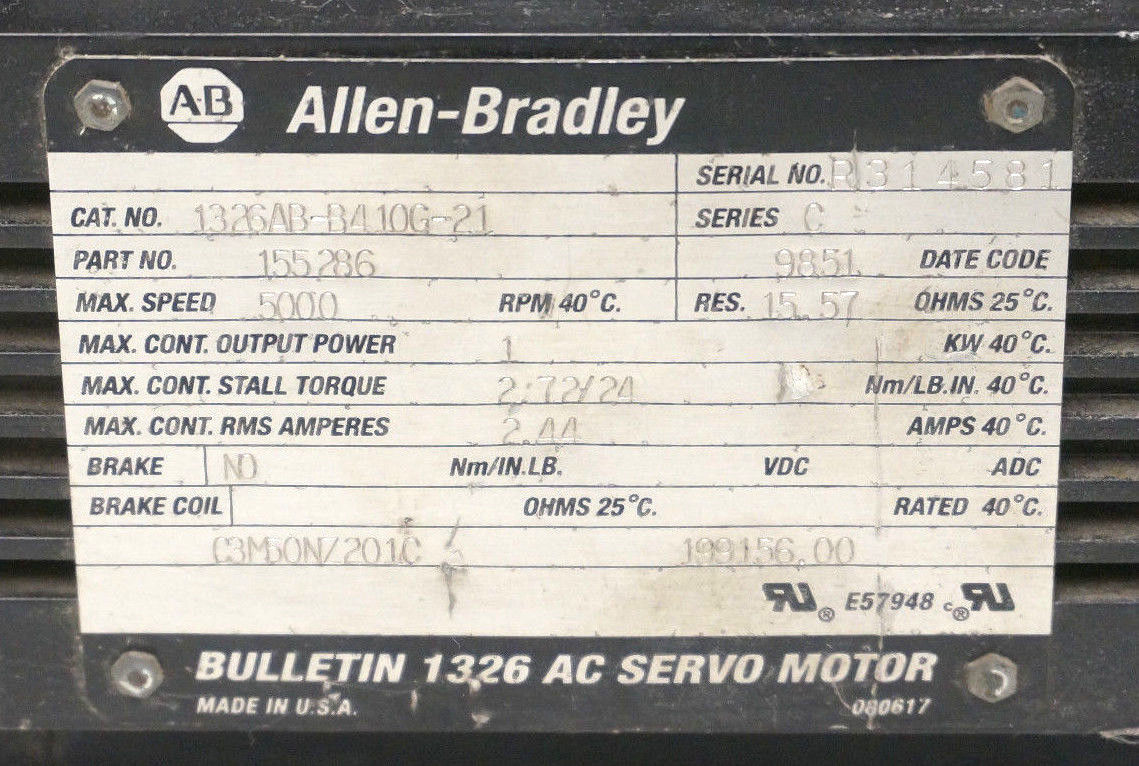 A-B Allen-Bradley
SERIAL NO. R314581
CAT. NO. 1326AB-B410G-21 SERIES C
PART NO. 155286 9851 DATE CODE
MAX. SPEED 5000 RPM 40°C. RES. 15.57 OHMS 25°C.
MAX. CONT. OUTPUT POWER 1 KW 40°C.
MAX. CONT. STALL TORQUE 2.72/24 Nm/LB.IN. 40°C.
MAX. CONT. RMS AMPERES 2.44 AMPS 40°C.
BRAKE NO Nm/IN.LB. VDC ADC
BRAKE COIL OHMS 25°C. RATED 40°C.
199156.00
RU® E57948 c®RU
BULLETIN 1326 AC SERVO MOTOR
MADE IN U.S.A. 080617